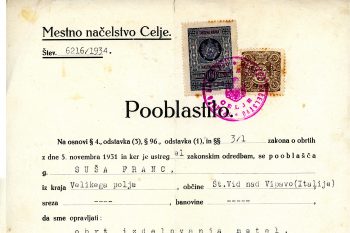 Mestno načelstvo Celje.
Štev. 6216/1934.
CELJE
Pooblastilo.
Na osnovi § 4., odstavka (3), § 96., odstavka (1), in §§ 3/1 zakona o obrtih
z dne 5. novembra 1931 in ker je ustreg el zakonskim odredbam, se pooblašča
g. SUŠA FRANC,
iz kraja Velikega polja, občine Št.Vid nad Vipavo(Italija)
sreza ---- banovine -----,
da sme opravljati:
obrt izdelovanja metel,